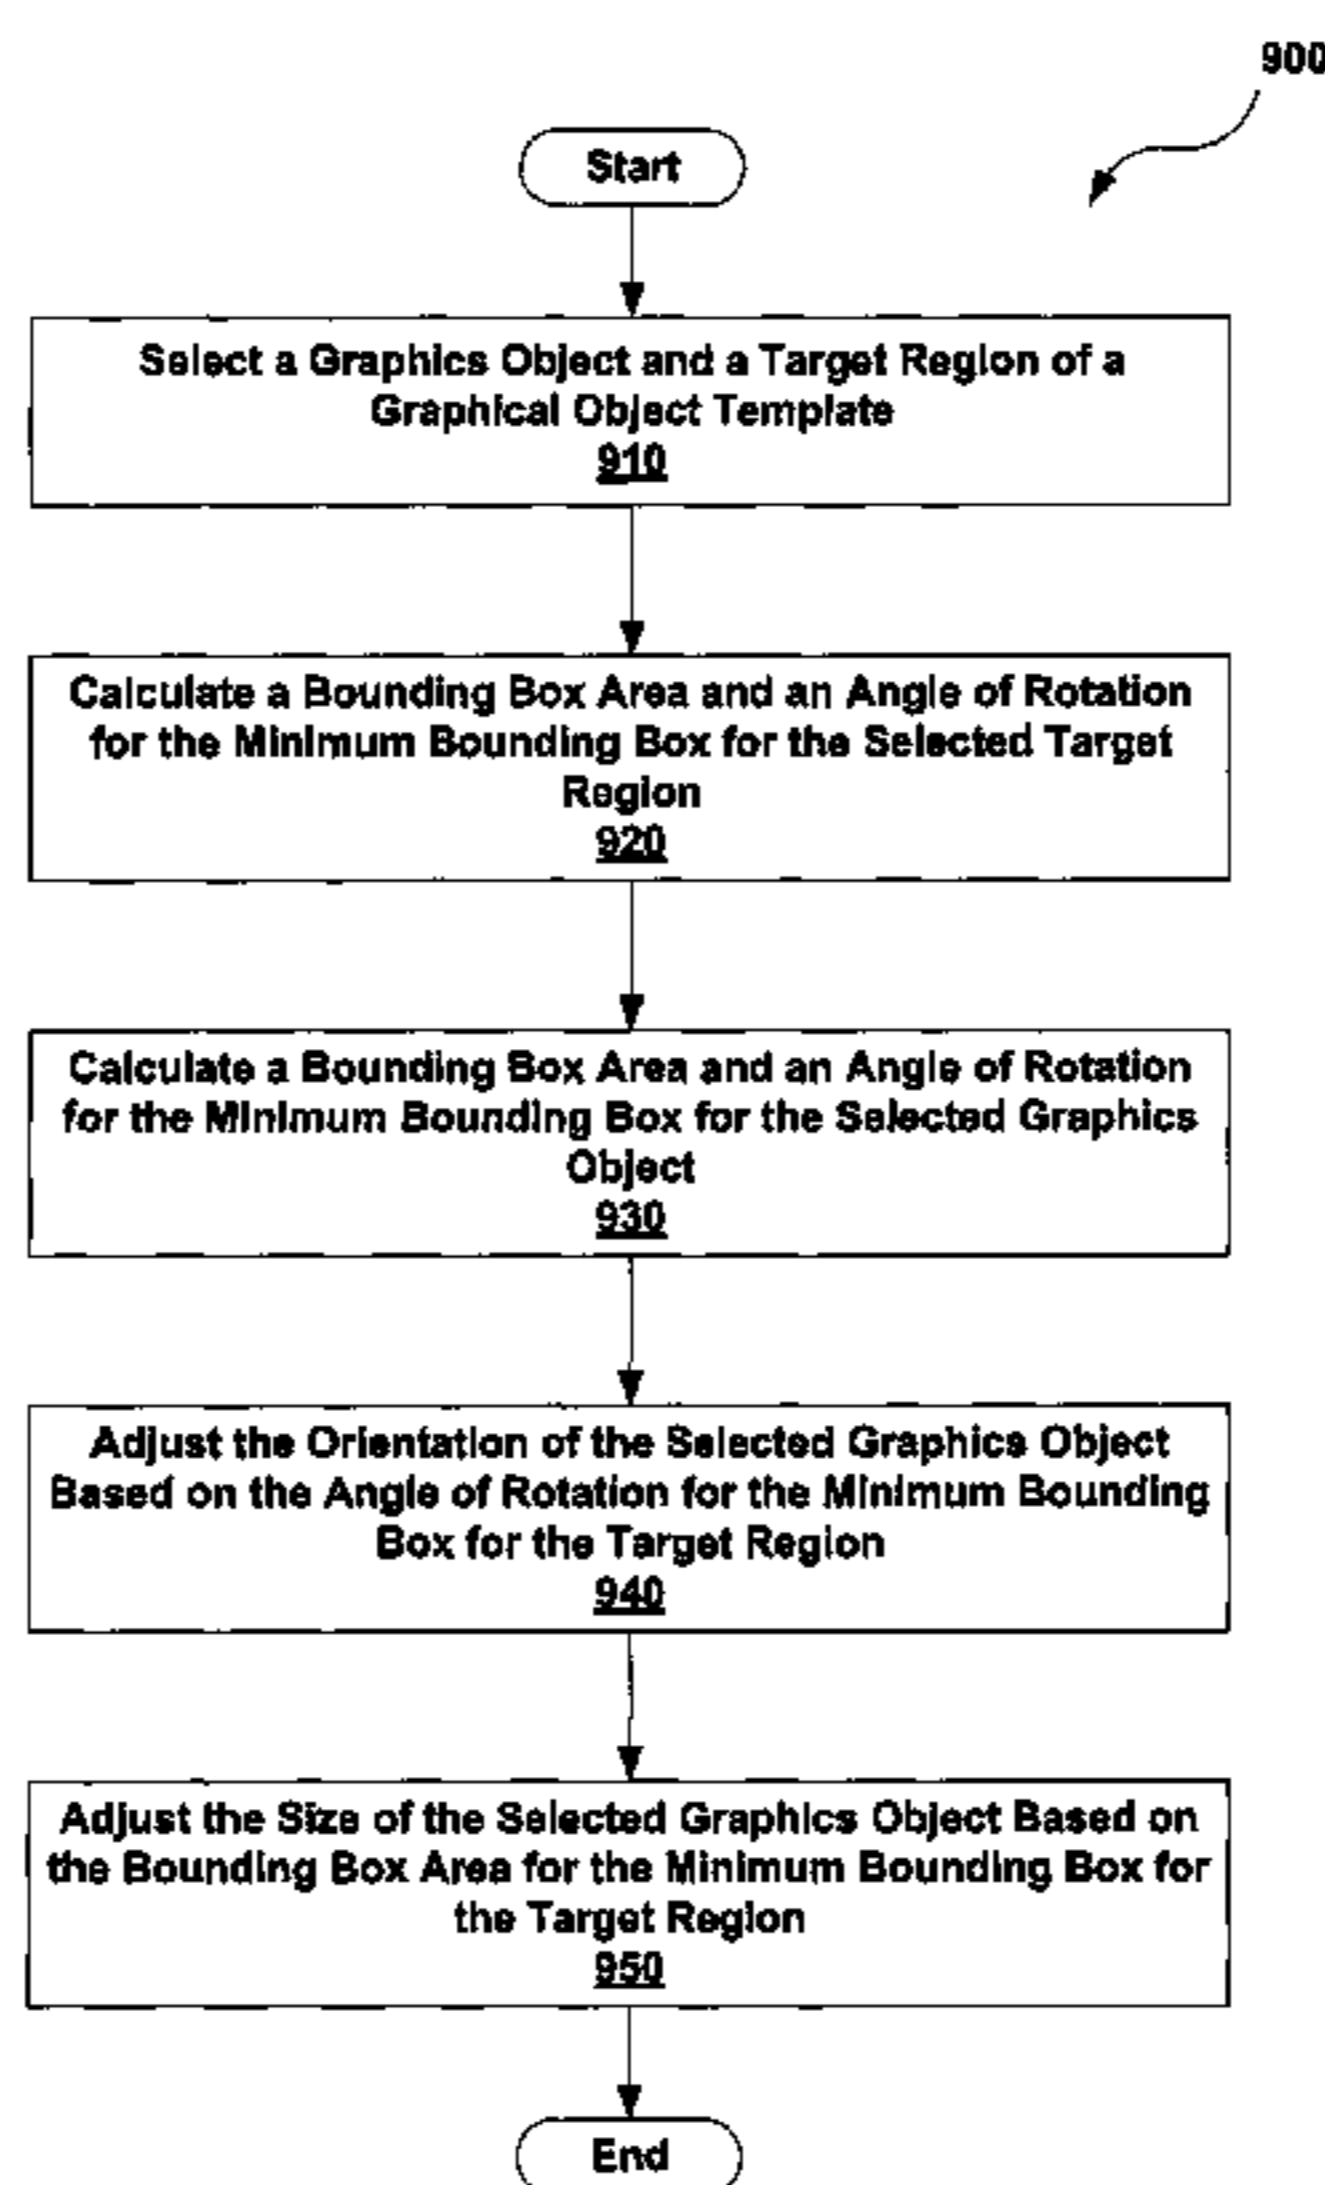 900
Start
Select a Graphics Object and a Target Region of a
Graphical Object Template
910
Calculate a Bounding Box Area and an Angle of Rotation
for the Minimum Bounding Box for the Selected Target
Region
920
Calculate a Bounding Box Area and an Angle of Rotation
for the Minimum Bounding Box for the Selected Graphics
Object
930
Adjust the Orientation of the Selected Graphics Object
Based on the Angle of Rotation for the Minimum Bounding
Box for the Target Region
940
Adjust the Size of the Selected Graphics Object Based on
the Bounding Box Area for the Minimum Bounding Box for
the Target Region
950
End